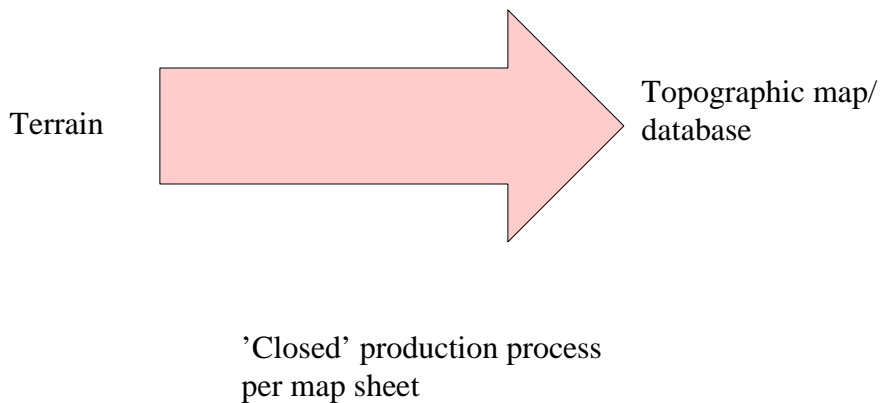 Terrain
Topographic map/
database
’Closed’ production process
per map sheet